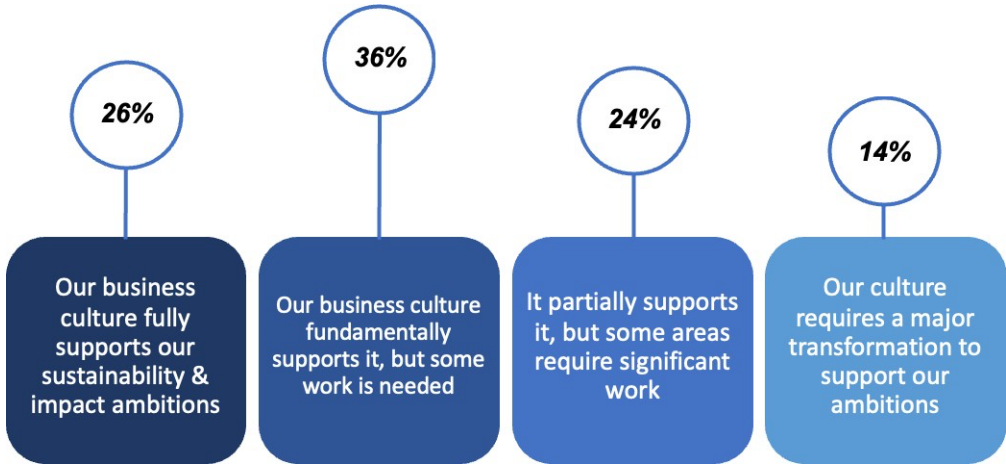 26%
Our business
culture fully
supports our
sustainability &
impact ambitions
36%
Our business culture
fundamentally
supports it, but some
work is needed
24%
It partially supports
it, but some areas
require significant
work
14%
Our culture
requires a major
transformation to
support our
ambitions